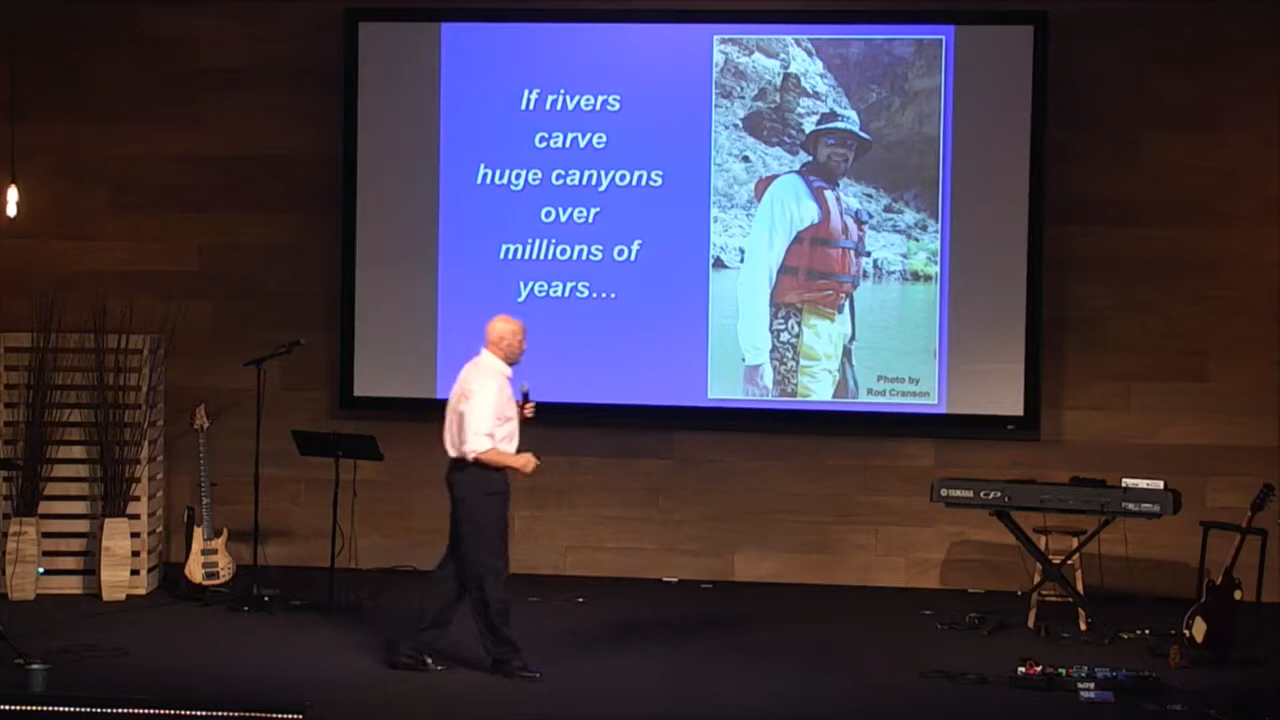 If rivers
carve
huge canyons
over
millions of
years…
Photo by
Rod Cranson
YAMAHA CP